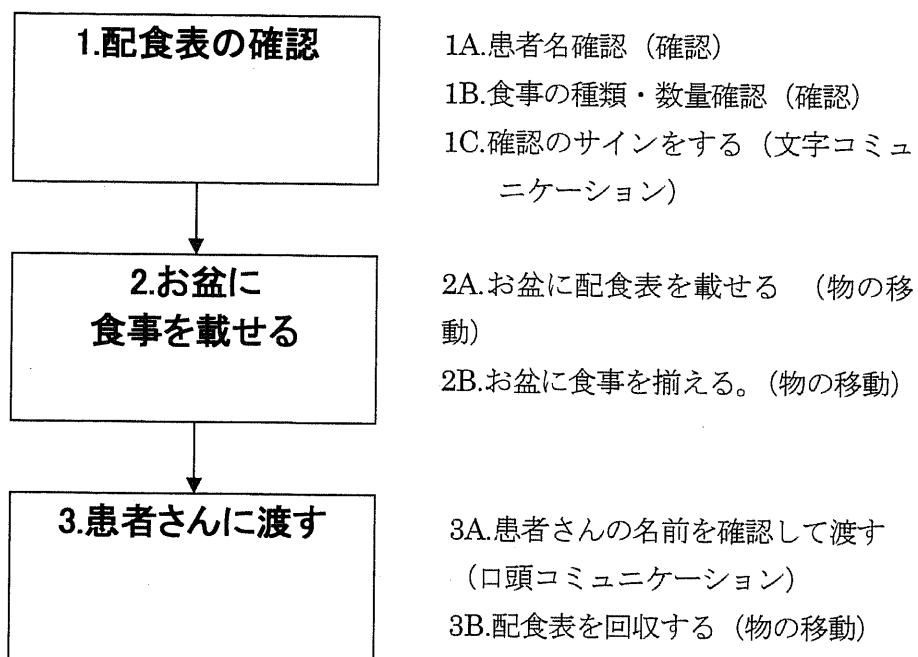 1.配食表の確認
1A.患者名確認（確認）
1B.食事の種類・数量確認（確認）
1C.確認のサインをする（文字コミュ
ニケーション）
2.お盆に
食事を載せる
2A.お盆に配食表を載せる　（物の移
動）
2B.お盆に食事を揃える。（物の移動）
3.患者さんに渡す
3A.患者さんの名前を確認して渡す
（口頭コミュニケーション）
3B.配食表を回収する（物の移動）